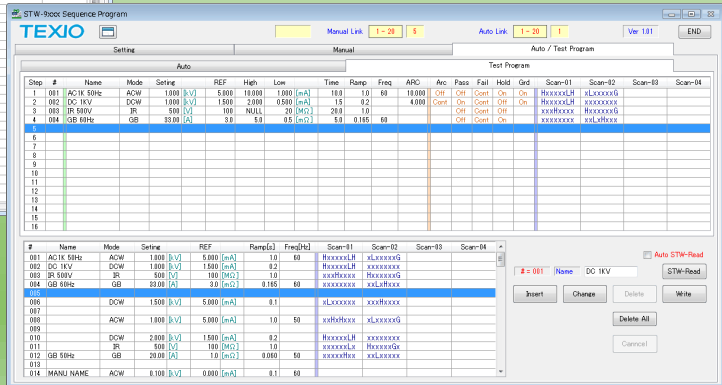 STW-9xxx Sequence Program
TEXIO Manual Link 1 - 20 5 Auto Link 1 - 20 1 Ver 1.01 END
Setting Manual Auto / Test Program
Auto Test Program
Step # Name Mode Seting REF High Low Time Ramp Freq ARC Arc Pass Fail Hold Grd Scan-01 Scan-02 Scan-03 Scan-04
1 001 AC1K 50Hz ACW 1.000 [kV] 5.000 10.000 1.000 [mA] 10.0 1.0 60 10.000 Off Off Cont Off Off HxxxxxLH xLxxxxxG
2 002 DC 1KV DCW 1.000 [kV] 1.500 2.000 0.500 [mA] 1.5 0.2 4.000 Cont On Cont On On HxxxxxLH xxxxxxxx
3 003 IR 500V IR 500 [V] 100 NULL 20 [MΩ] 20.0 1.0 Off Cont Off Off xxxHxxxx HxxxxxxG
4 004 GB 60Hz GB 33.00 [A] 3.0 5.0 0.5 [mΩ] 5.0 0.165 60 Off Cont On xxxxxxxx xxLxHxxx
5
6
7
8
9
10
11
12
13
14
15
16
# Name Mode Seting REF Ramp[s] Freq[Hz] Scan-01 Scan-02 Scan-03 Scan-04
001 AC1K 50Hz ACW 1.000 [kV] 5.000 [mA] 1.0 60 HxxxxxLH xLxxxxxG
002 DC 1KV DCW 1.000 [kV] 1.500 [mA] 0.2 HxxxxxLH xxxxxxxx
003 IR 500V IR 500 [V] 100 [MΩ] 1.0 xxxHxxxx HxxxxxxG
004 GB 60Hz GB 33.00 [A] 3.0 [mΩ] 0.165 60 xxxxxxxx xxLxHxxx
005
006 DCW 1.500 [kV] 5.000 [mA] 0.1 xLxxxxxx xxxHxxxx
007
008 ACW 1.000 [kV] 5.000 [mA] 1.0 50 xxHxHxxx xLxxxxxG
009
010 DCW 2.000 [kV] 1.500 [mA] 0.2 HxxxxxLH xxxxxxxx
011 IR 500 [V] 100 [MΩ] 1.0 xxxxxxLx HxxxxxGx
012 GB 50Hz GB 20.00 [A] 1.0 [mΩ] 0.060 50 xxxxxHxx xxLxxxxx
013
014 MANU NAME ACW 0.100 [kV] 0.000 [mA] 0.1 60
Auto STW-Read
# = 001 Name DC 1KV STW-Read
Insert Change Delete Write
Delete All
Canncel